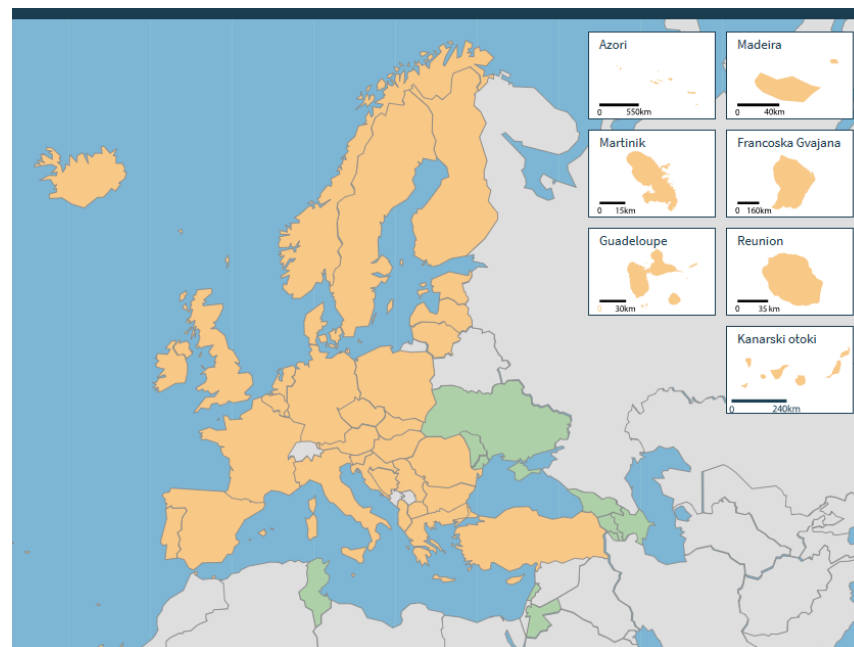 Azori
0 550km
Madeira
0 40km
Martinik
0 15km
Francoska Gvajana
0 160km
Guadeloupe
0 30km
Reunion
0 35km
Kanarski otoki
0 240km